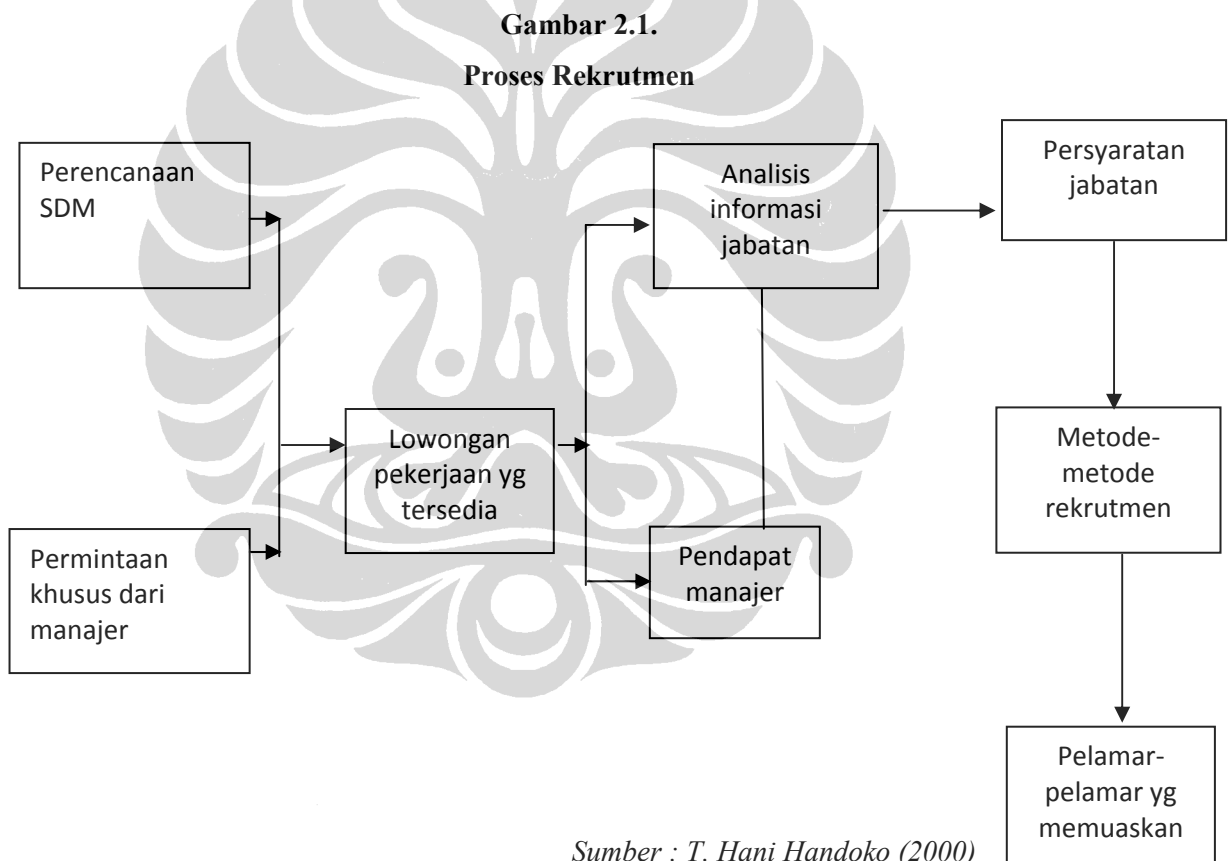 Gambar 2.1.
Proses Rekrutmen
Perencanaan
SDM
Permintaan
khusus dari
manajer
Lowongan
pekerjaan yg
tersedia
Analisis
informasi
jabatan
Pendapat
manajer
Persyaratan
jabatan
Metode-
metode
rekrutmen
Pelamar-
pelamar yg
memuaskan
Sumber : T. Hani Handoko (2000)